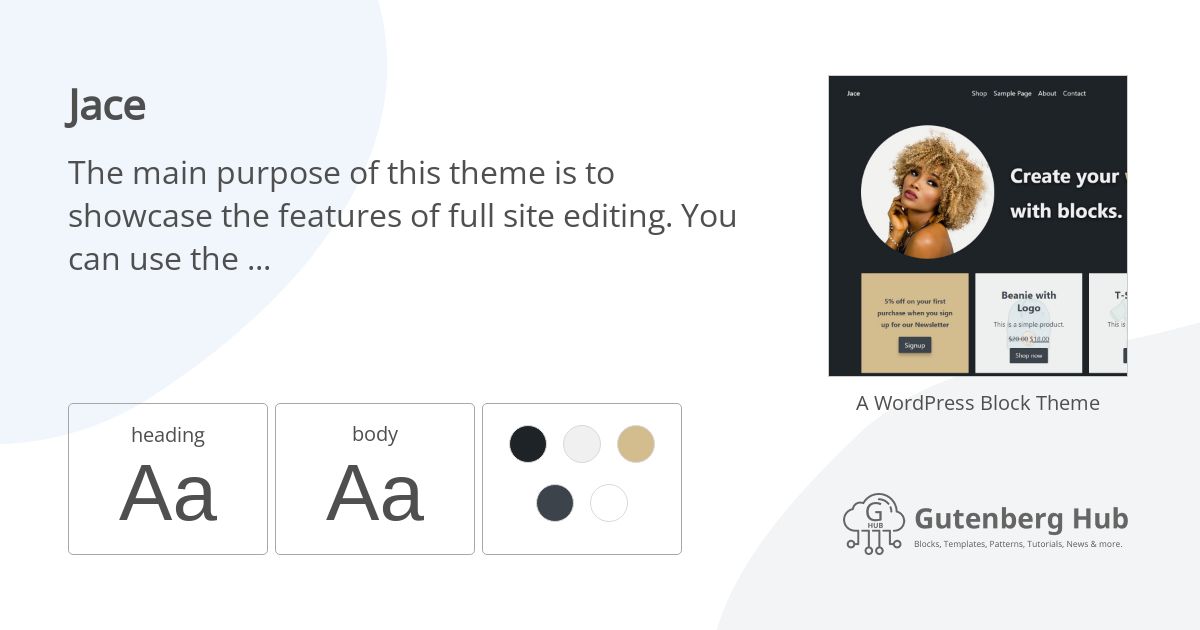 Jace
The main purpose of this theme is to
showcase the features of full site editing. You
can use the ...
heading
Aa
body
Aa
Jace
Shop Sample Page About Contact
Create your
with blocks.
5% off on your first
purchase when you sign
up for our Newsletter
Signup
Beanie with
Logo
This is a simple product.
$20.00 $18.00
Shop now
T-S
This is
A WordPress Block Theme
G
HUB
Gutenberg Hub
Blocks, Templates, Patterns, Tutorials, News & more.